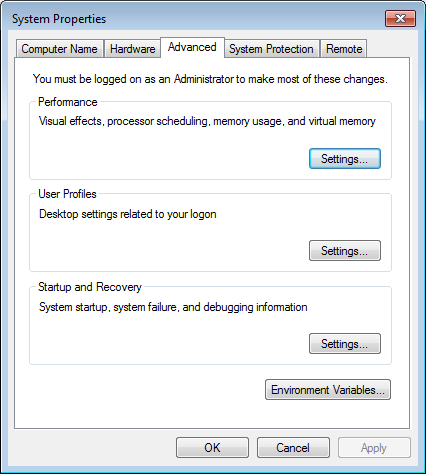 System Properties
Computer Name Hardware Advanced System Protection Remote
You must be logged on as an Administrator to make most of these changes.
Performance
Visual effects, processor scheduling, memory usage, and virtual memory
Settings...
User Profiles
Desktop settings related to your logon
Settings...
Startup and Recovery
System startup, system failure, and debugging information
Settings...
Environment Variables...
OK Cancel Apply